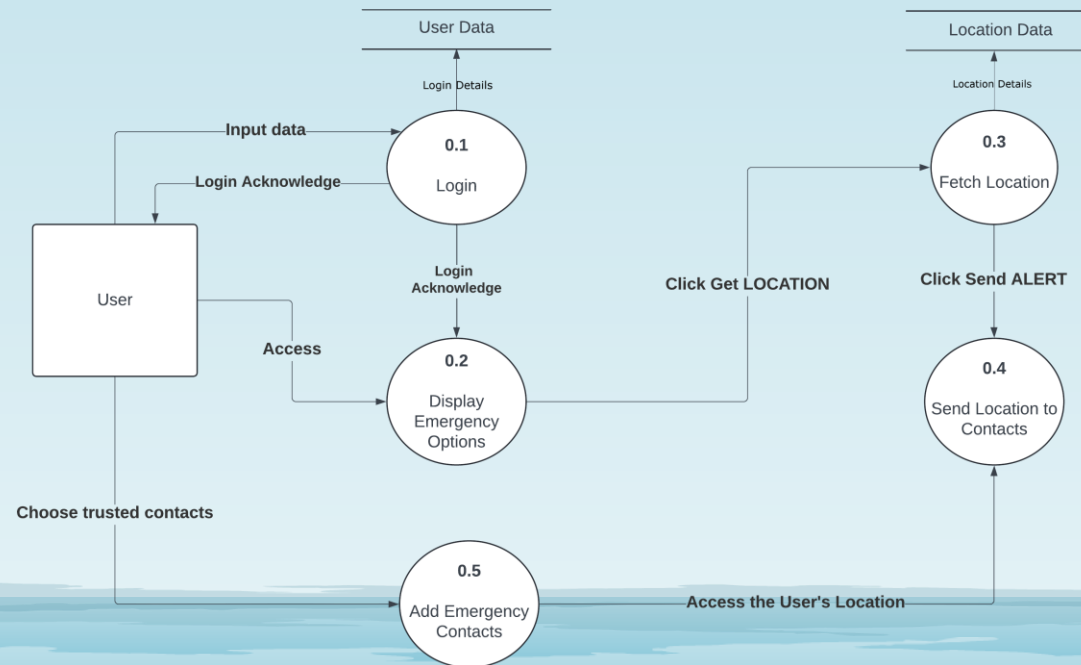 User Data
Location Data
Login Details
Location Details
Input data
0.1
Login
0.3
Fetch Location
Login Acknowledge
User
Login
Acknowledge
Click Get LOCATION
Click Send ALERT
Access
0.2
Display
Emergency
Options
0.4
Send Location to
Contacts
Choose trusted contacts
0.5
Add Emergency
Contacts
Access the User's Location